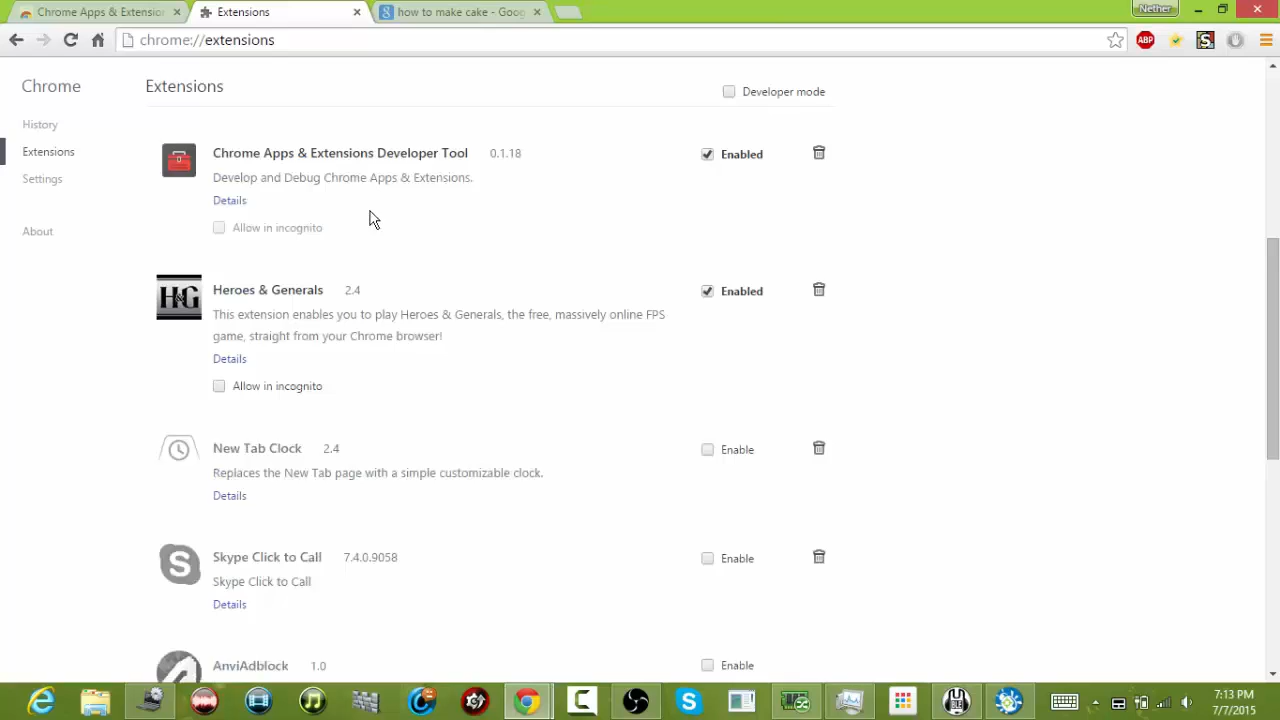 Chrome Apps & Extension
Extensions
how to make cake - Goog
Nether
chrome://extensions
ABP
S
Chrome
Extensions
Developer mode
History
Extensions
Settings
About
Chrome Apps & Extensions Developer Tool 0.1.18
Enabled
Develop and Debug Chrome Apps & Extensions.
Details
Allow in incognito
H&G
Heroes & Generals 2.4
Enabled
This extension enables you to play Heroes & Generals, the free, massively online FPS
game, straight from your Chrome browser!
Details
Allow in incognito
New Tab Clock 2.4
Enable
Replaces the New Tab page with a simple customizable clock.
Details
S
Skype Click to Call 7.4.0.9058
Enable
Skype Click to Call
Details
AnviAdblock 1.0
Enable
7:13 PM
7/7/2015